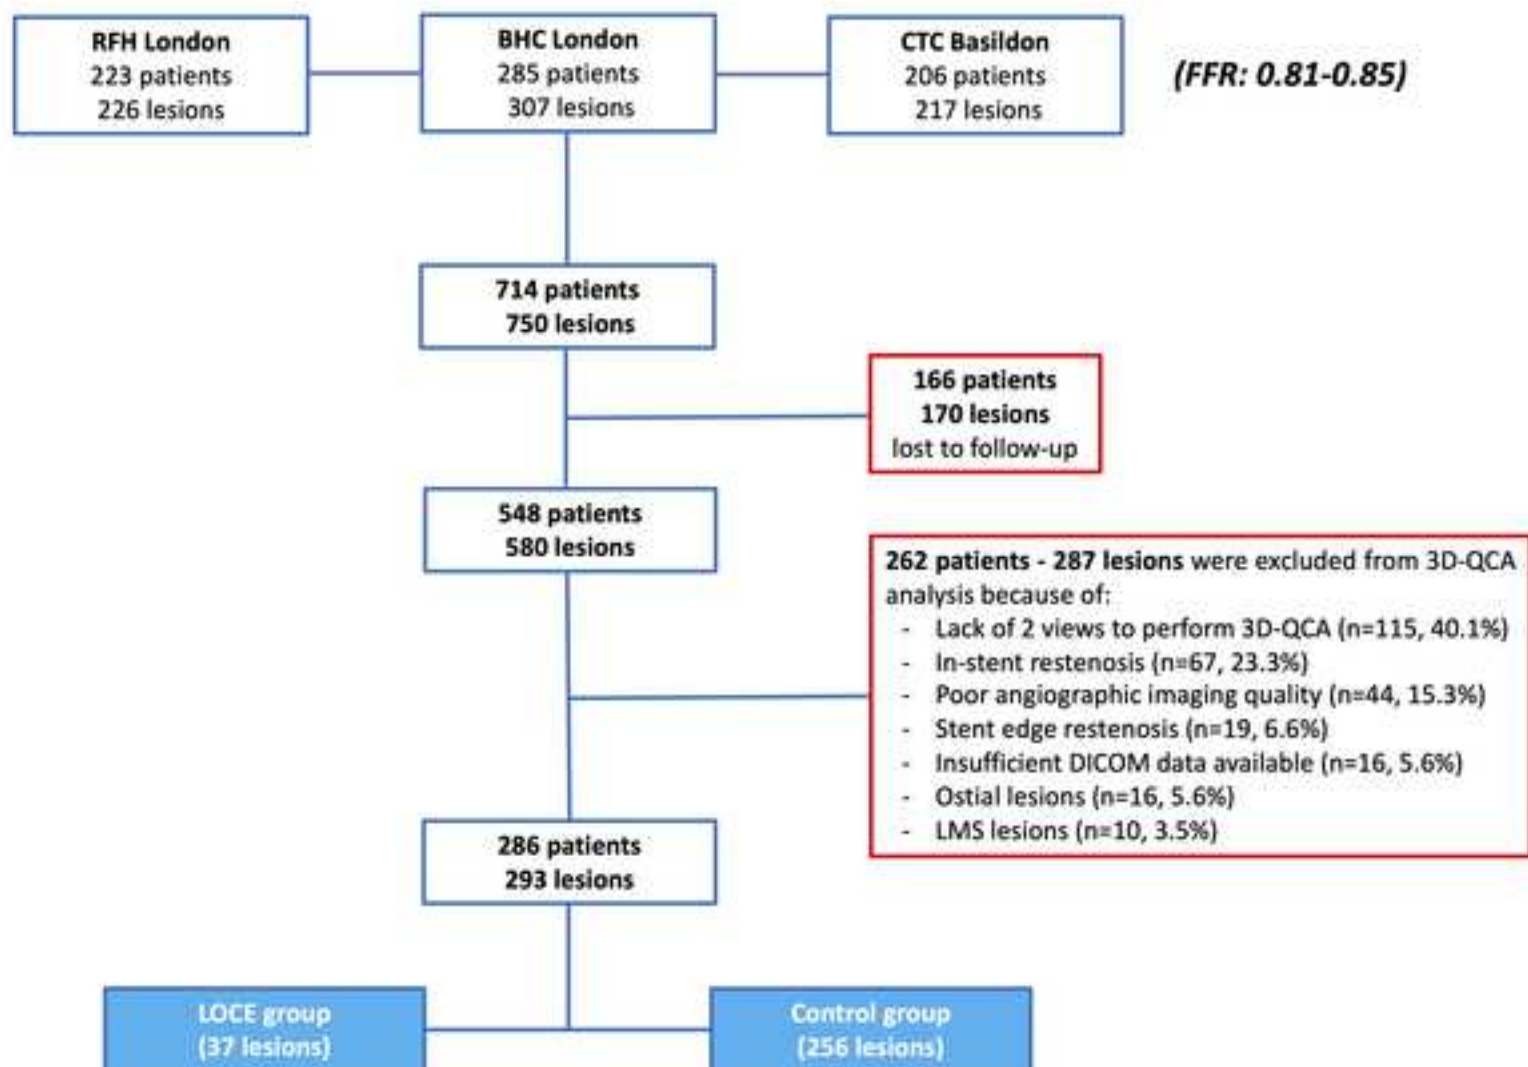 RFH London
223 patients
226 lesions
BHC London
285 patients
307 lesions
CTC Basildon
206 patients
217 lesions
(FFR: 0.81-0.85)
714 patients
750 lesions
166 patients
170 lesions
lost to follow-up
548 patients
580 lesions
262 patients - 287 lesions were excluded from 3D-QCA
analysis because of:
- Lack of 2 views to perform 3D-QCA (n=115, 40.1%)
- In-stent restenosis (n=67, 23.3%)
- Poor angiographic imaging quality (n=44, 15.3%)
- Stent edge restenosis (n=19, 6.6%)
- Insufficient DICOM data available (n=16, 5.6%)
- Ostial lesions (n=16, 5.6%)
- LMS lesions (n=10, 3.5%)
286 patients
293 lesions
LOCE group
(37 lesions)
Control group
(256 lesions)